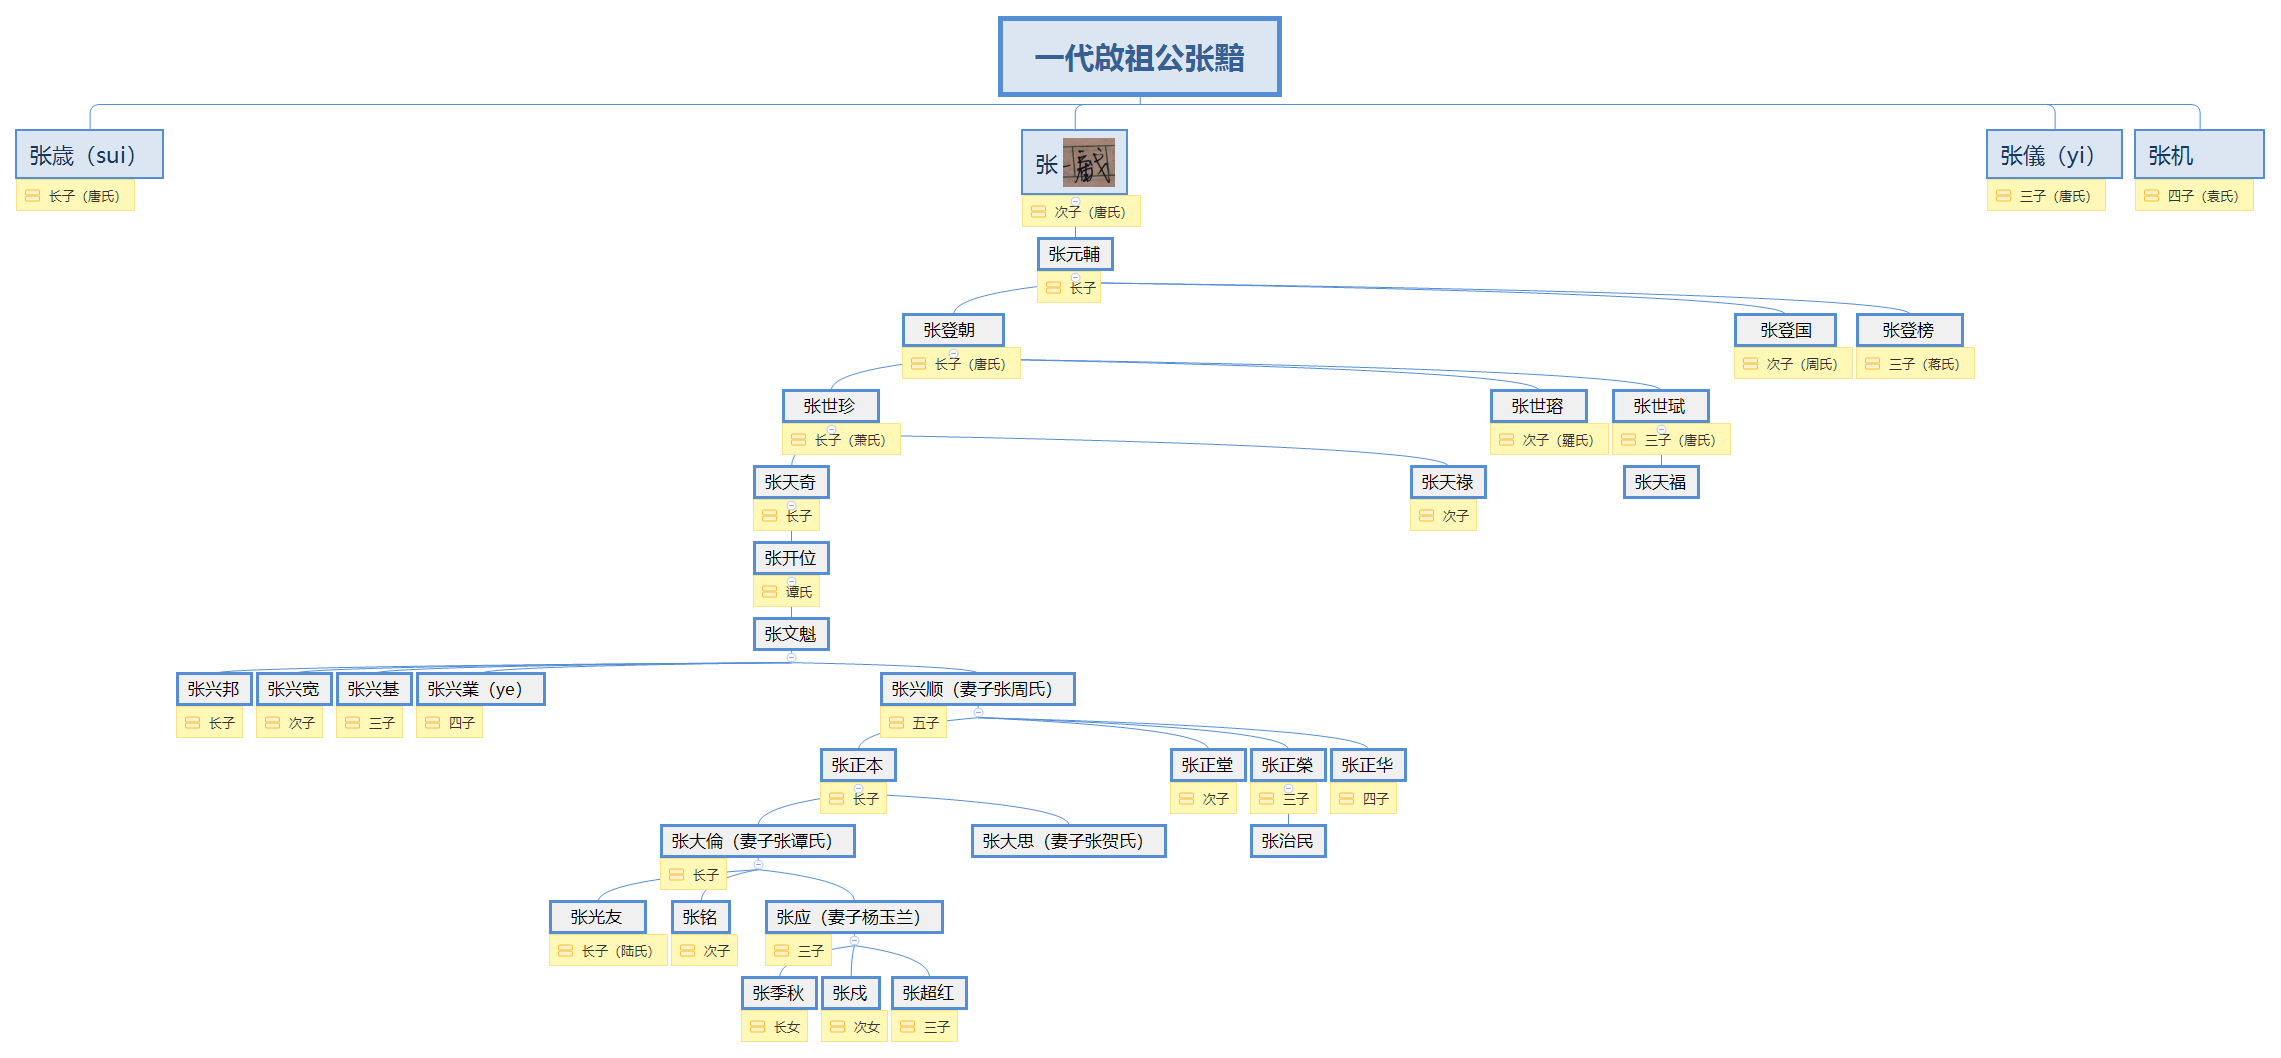 一代啟祖公张黯
张歳（sui）
张
张儀（yi）
张机
长子（唐氏）
次子（唐氏）
三子（唐氏）
四子（袁氏）
张元輔
长子
张登朝
张登国
张登榜
长子（唐氏）
次子（周氏）
三子（蒋氏）
张世珍
张世瑢
张世珷
长子（萧氏）
次子（羅氏）
三子（唐氏）
张天奇
张天禄
张天福
长子
次子
张开位
谭氏
张文魁
张兴邦
张兴宽
张兴基
张兴業（ye）
张兴顺（妻子张周氏）
长子
次子
三子
四子
五子
张正本
张正堂
张正榮
张正华
长子
次子
三子
四子
张大倫（妻子张谭氏）
张大思（妻子张贺氏）
张治民
长子
张光友
张铭
张应（妻子杨玉兰）
长子（陆氏）
次子
三子
张季秋
张戍
张超红
长女
次女
三子